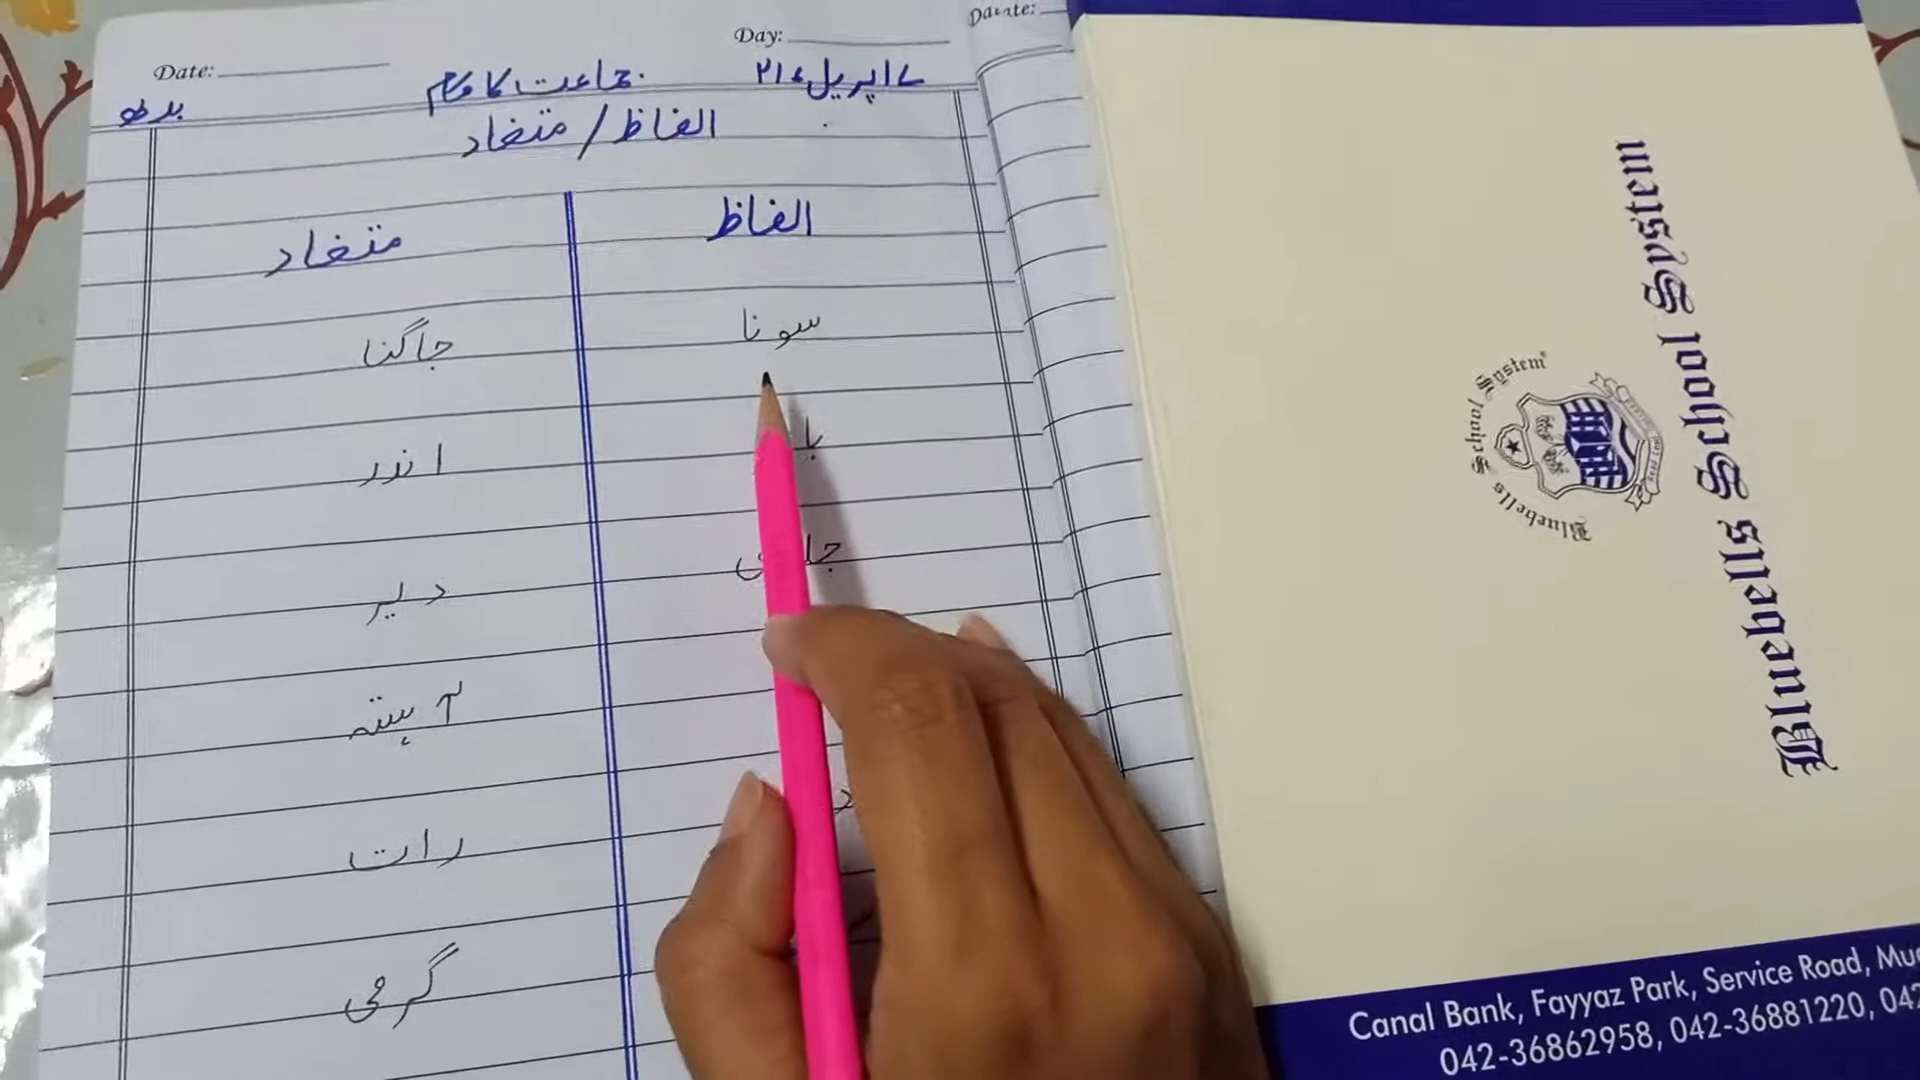 Date:
Day:
Date:
۷ اپریل ۲۱ء
جماعت کا کام
بدھ
الفاظ / متضاد
الفاظ متضاد
سونا جاگنا
اندر
دیر
آہستہ
رات
گرمی
Bluebells School System
Bluebells School System
Canal Bank, Fayyaz Park, Service Road,
042-36862958, 042-36881220,